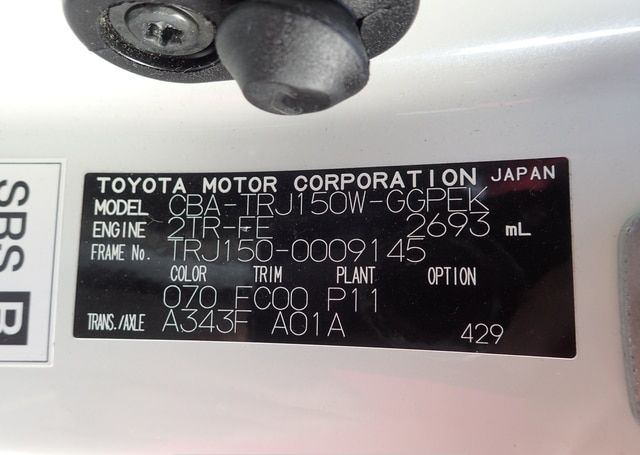 TOYOTA MOTOR CORPORATION JAPAN
MODEL CBA-TRJ150W-GGPEK
ENGINE 2TR-FE 2693 mL
FRAME No. TRJ150-0009145
COLOR TRIM PLANT OPTION
070 FC00 P11
TRANS./AXLE A343F A01A 429
SRS B